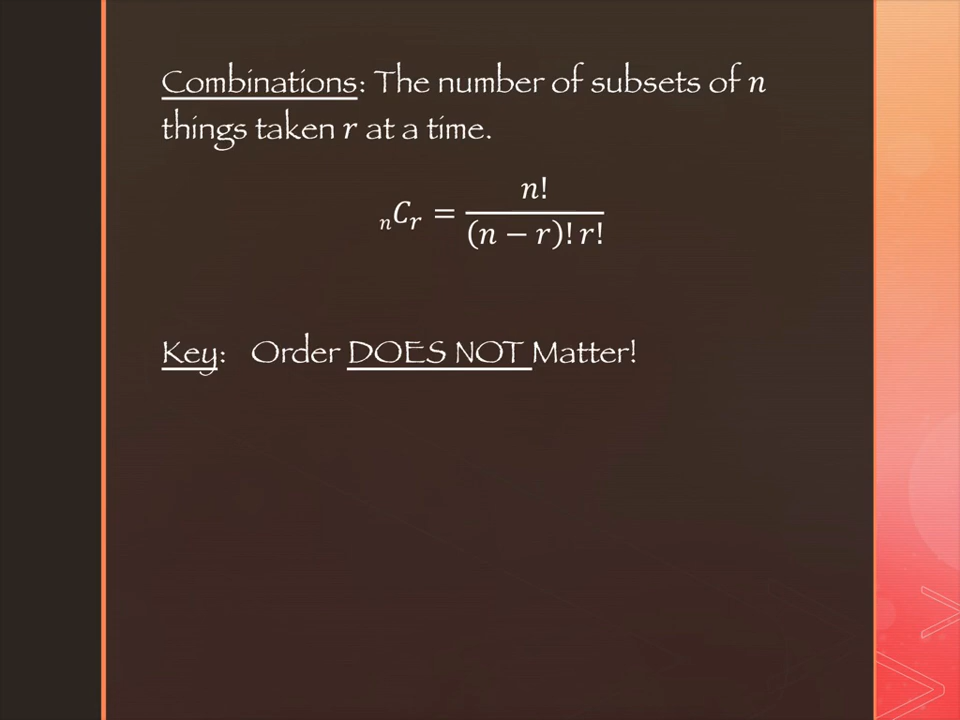 Combinations: The number of subsets of n
things taken r at a time.
ₙCᵣ = n! / (n − r)! r!
Key: Order DOES NOT Matter!